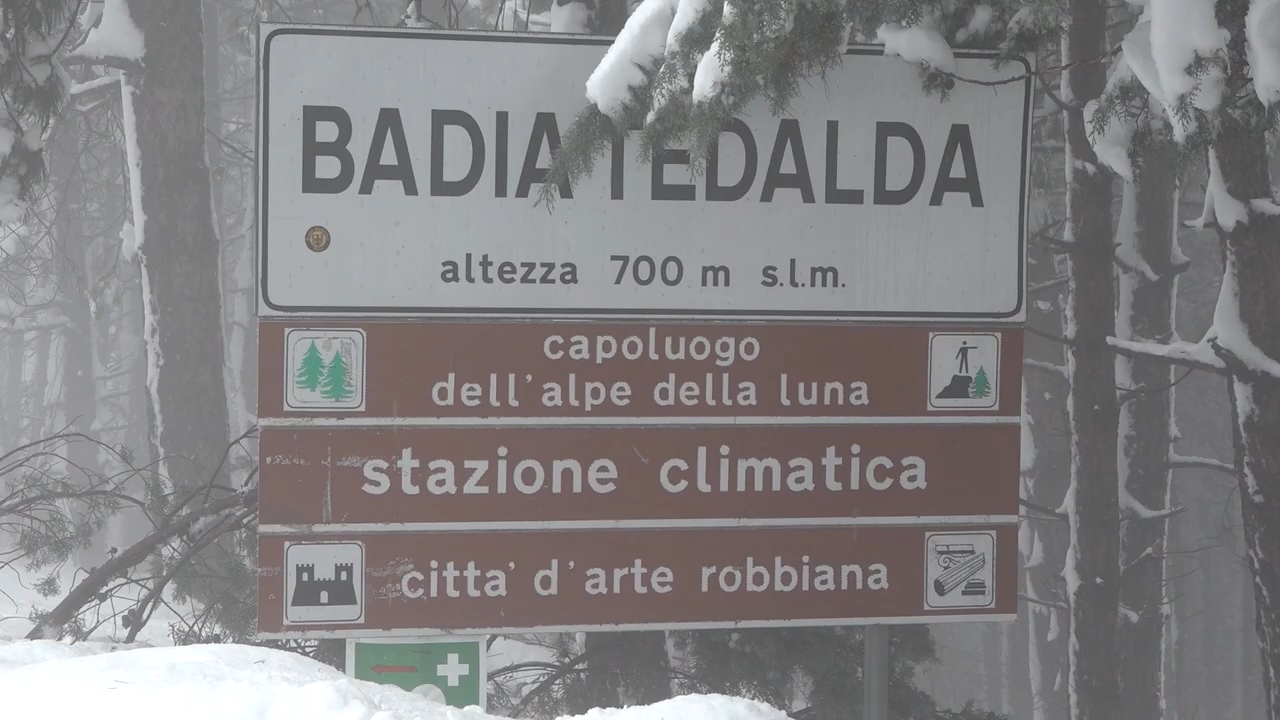 BADIA TEDALDA
altezza 700 m s.l.m.
capoluogo
dell'alpe della luna
stazione climatica
citta' d'arte robbiana